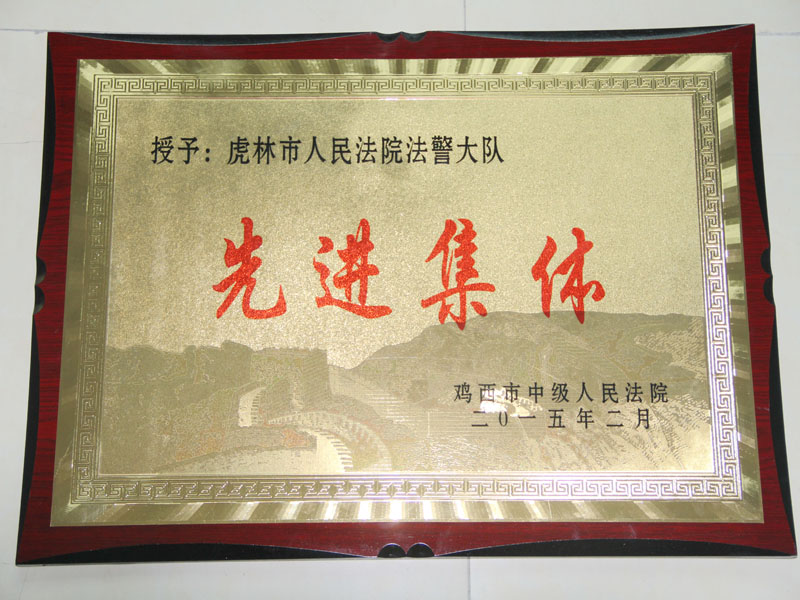 授予：虎林市人民法院法警大队
先进集体
鸡西市中级人民法院
二〇一五年二月